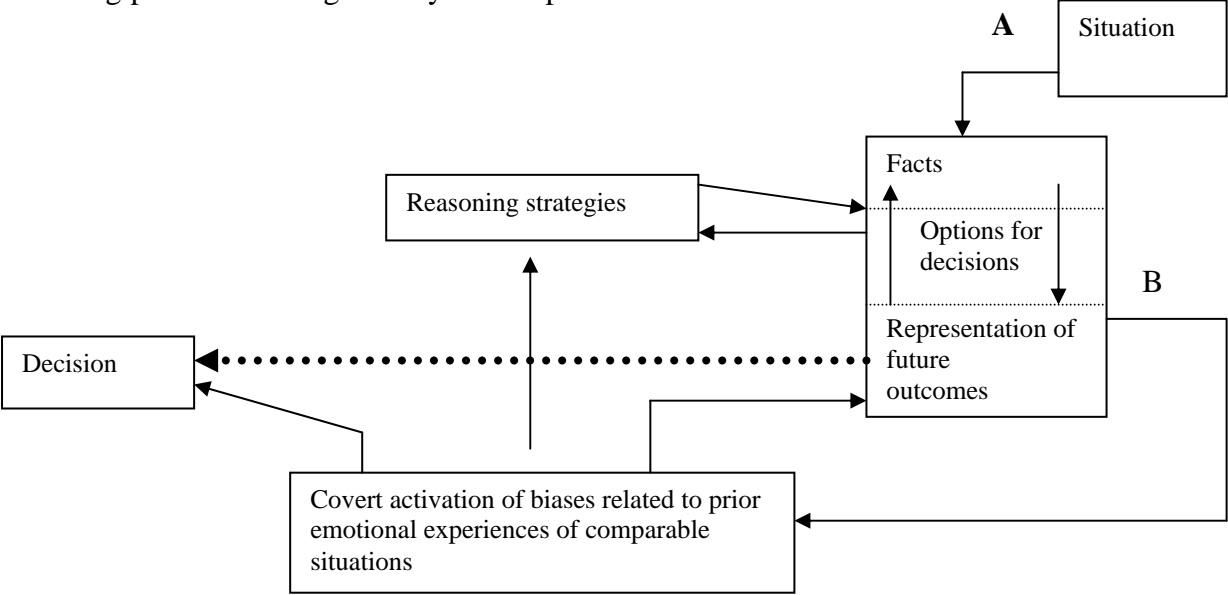 A
Situation
Facts
Reasoning strategies
Options for
decisions
B
Representation of
future
outcomes
Decision
Covert activation of biases related to prior
emotional experiences of comparable
situations